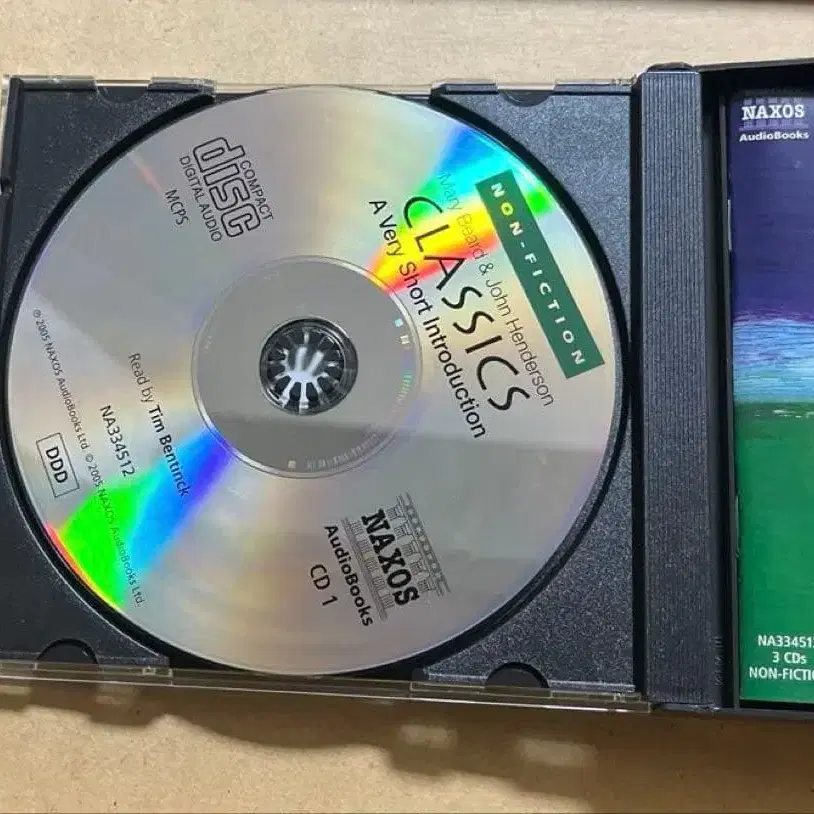 NON-FICTION
Mary Beard & John Henderson
CLASSICS
A Very Short Introduction
COMPACT
disc
DIGITAL AUDIO
MCPS
NAXOS
AudioBooks
CD 1
Read by Tim Bentinck
NA334512
DDD
℗ 2005 NAXOS AudioBooks Ltd. © 2005 NAXOS AudioBooks Ltd.
NAXOS
AudioBooks
NA334512
3 CDs
NON-FICTIO